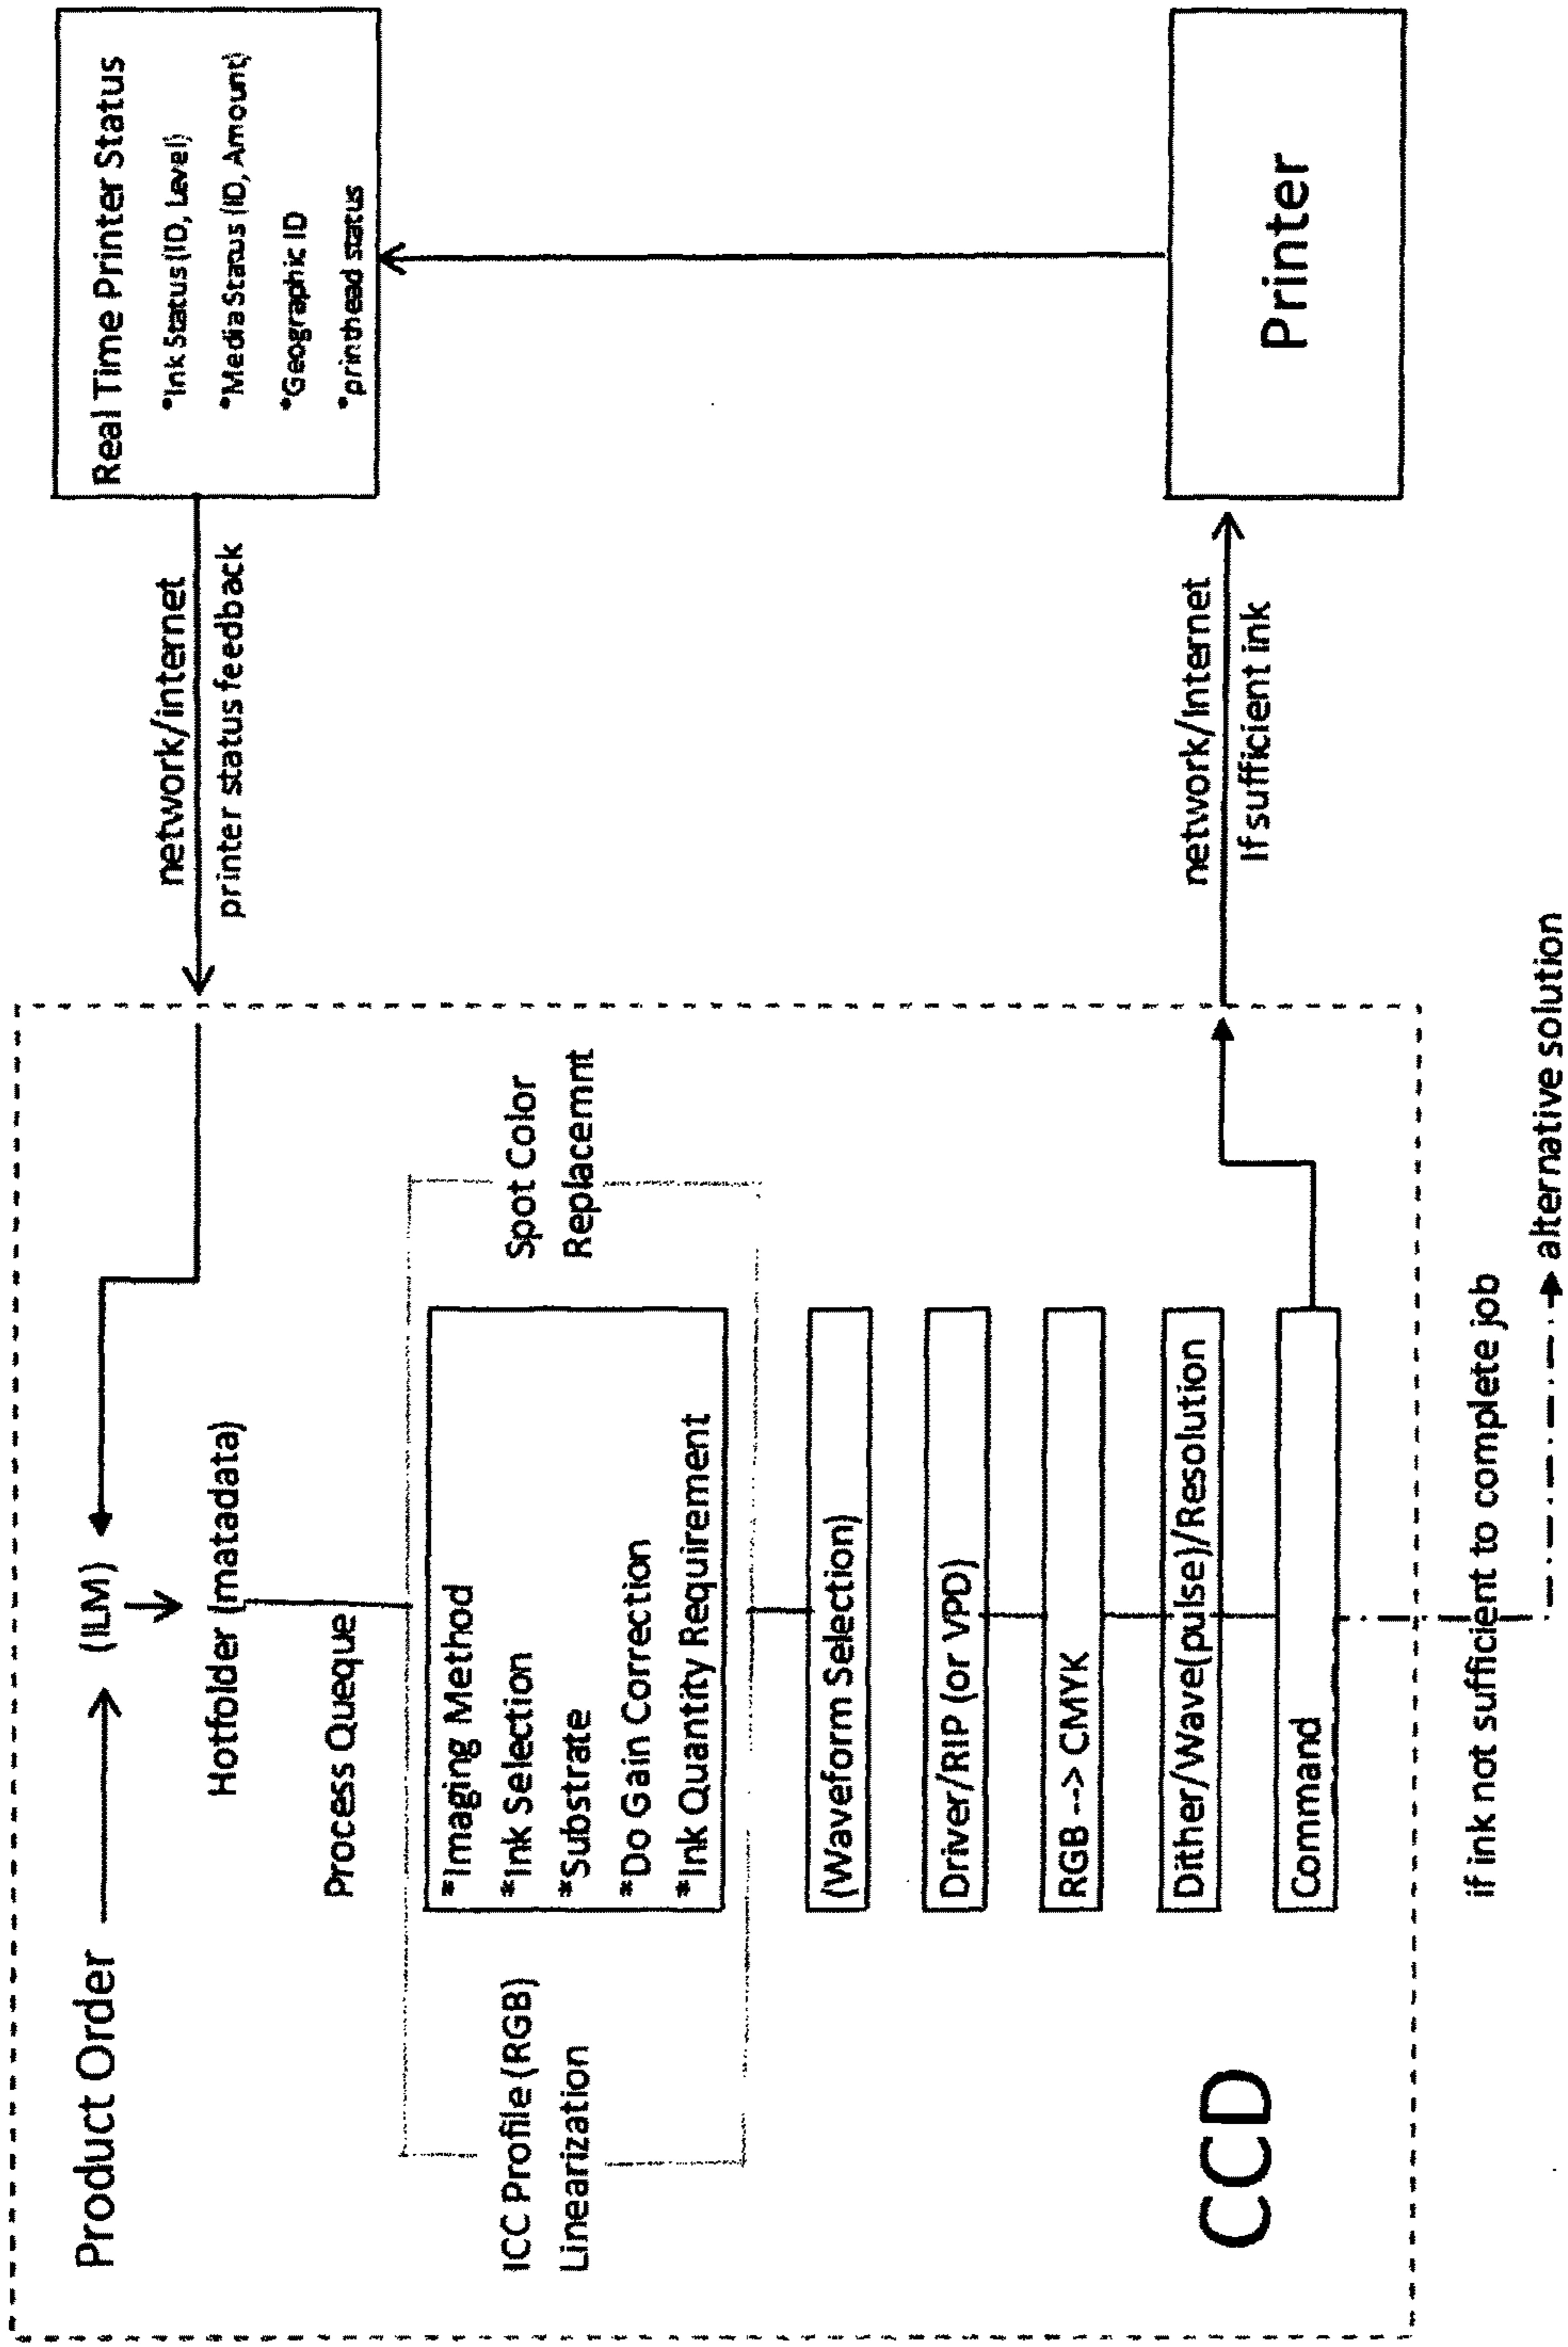 Product Order
(ILM)
Hotfolder (matadata)
Process Queque
ICC Profile (RGB)
Linearization
*Imaging Method
*Ink Selection
*Substrate
*Do Gain Correction
*Ink Quantity Requirement
Spot Color
Replacemnt
(Waveform Selection)
Driver/RIP (or VPD)
RGB --> CMYK
Dither/Wave(pulse)/Resolution
Command
CCD
if ink not sufficient to complete job
alternative solution
network/internet
printer status feedback
Real Time Printer Status
*Ink Status (ID, Level)
*Media Status (ID, Amount)
*Geographic ID
*printhead status
network/Internet
If sufficient ink
Printer